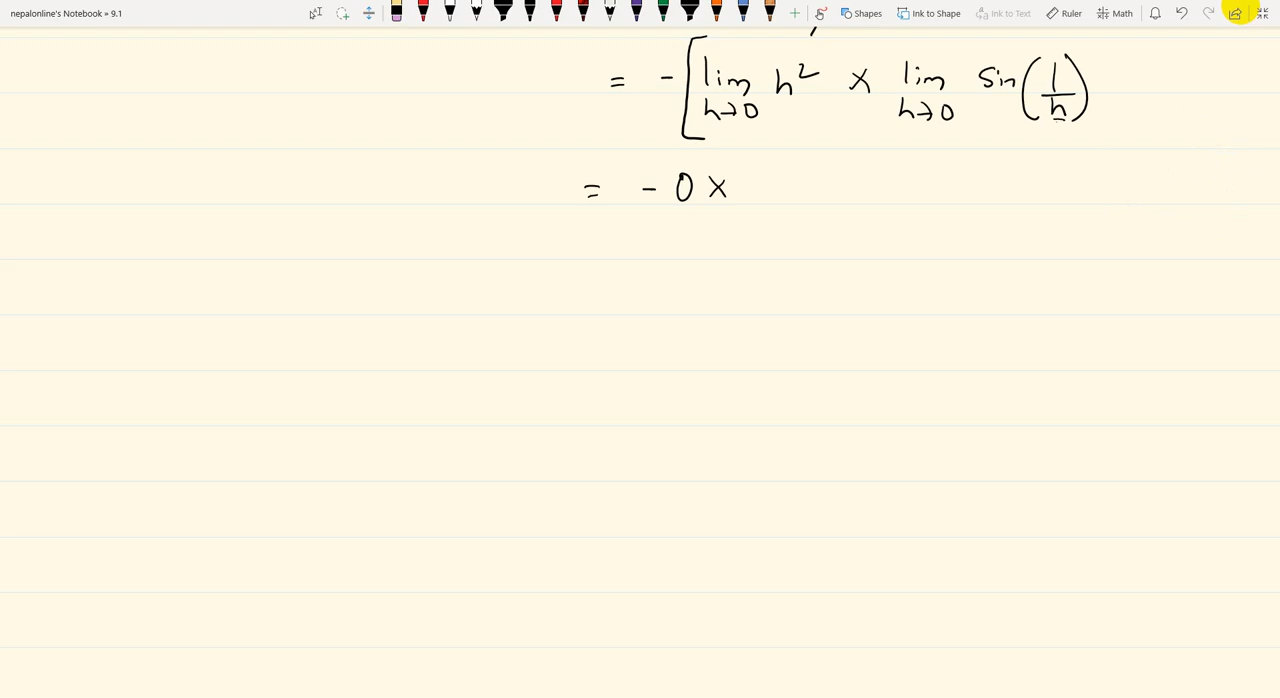 nepalonline's Notebook » 9.1
Shapes Ink to Shape Ink to Text Ruler Math
= - [ lim h→0 h² × lim h→0 sin(1/h)
= - 0 ×